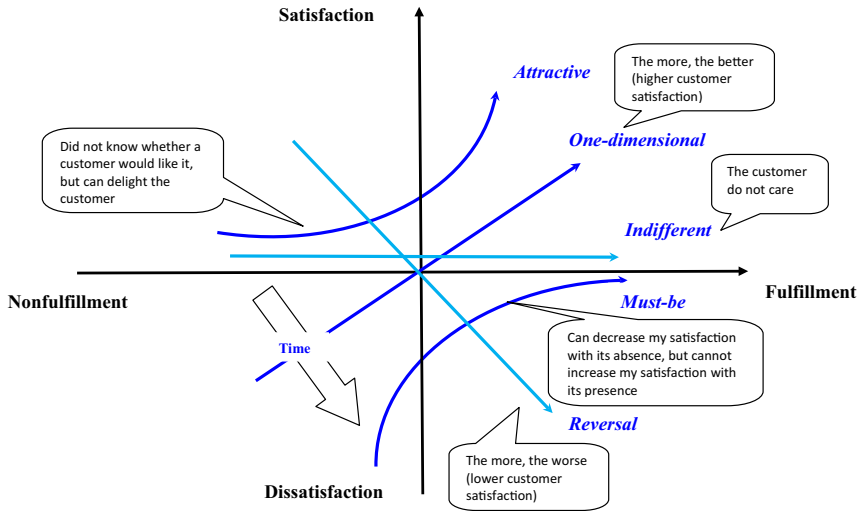 Satisfaction
Attractive
The more, the better
(higher customer
satisfaction)
One-dimensional
Did not know whether a
customer would like it,
but can delight the
customer
The customer
do not care
Indifferent
Nonfulfillment
Fulfillment
Must-be
Time
Can decrease my satisfaction
with its absence, but cannot
increase my satisfaction with
its presence
Reversal
The more, the worse
(lower customer
satisfaction)
Dissatisfaction